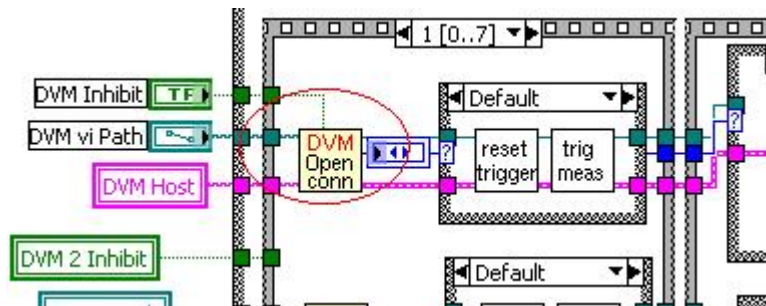 1 [0..7]
DVM Inhibit
TF
Default
DVM vi Path
DVM
Open
conn
?
reset
trigger
trig
meas
?
DVM Host
DVM 2 Inhibit
Default